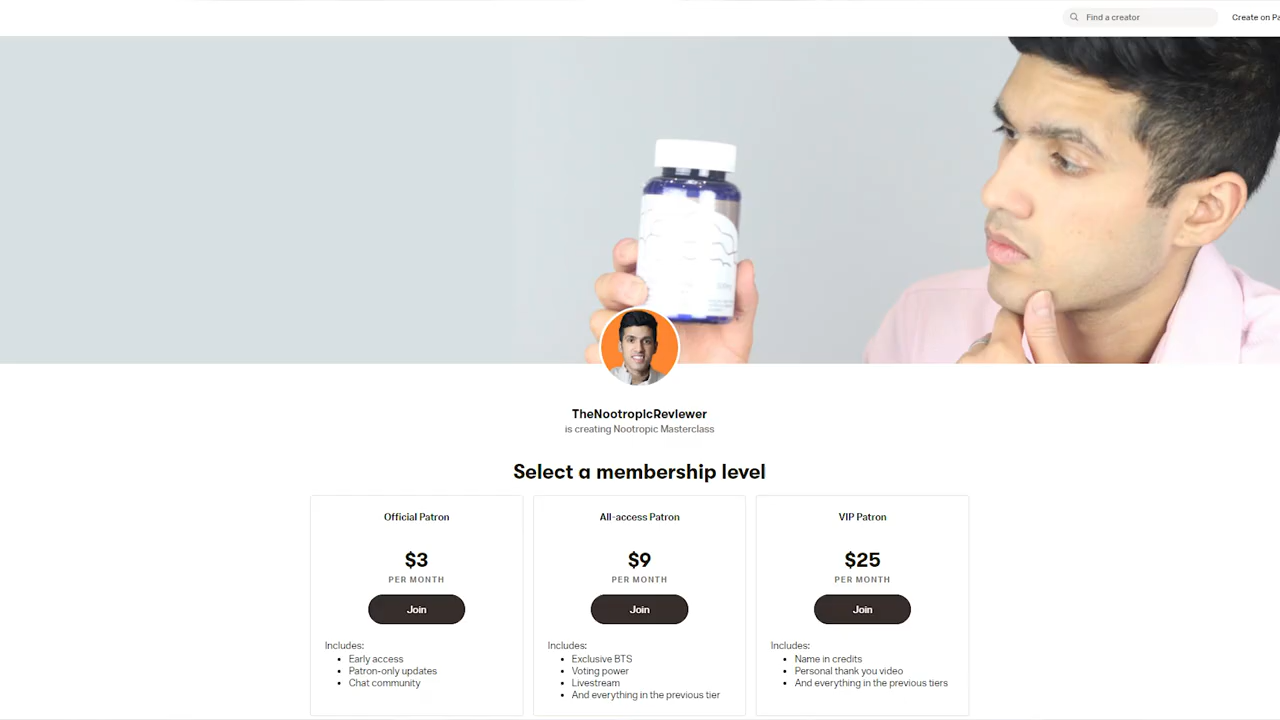 Find a creator
Create on Pa
TheNootropicReviewer
is creating Nootropic Masterclass
Select a membership level
Official Patron
$3
PER MONTH
Join
Includes:
Early access
Patron-only updates
Chat community
All-access Patron
$9
PER MONTH
Join
Includes:
Exclusive BTS
Voting power
Livestream
And everything in the previous tier
VIP Patron
$25
PER MONTH
Join
Includes:
Name in credits
Personal thank you video
And everything in the previous tiers